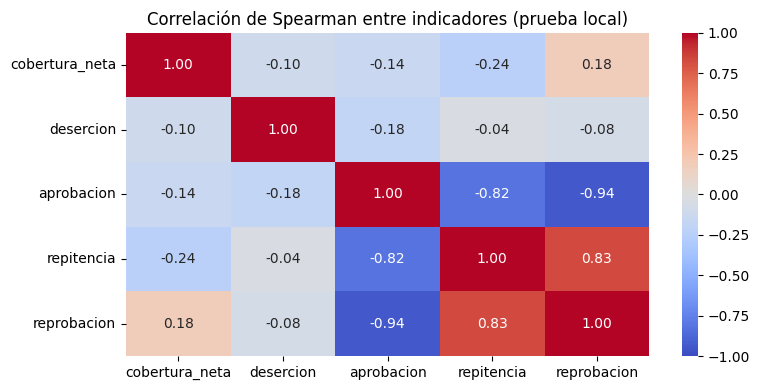 Correlación de Spearman entre indicadores (prueba local)
cobertura_neta 1.00 -0.10 -0.14 -0.24 0.18
desercion -0.10 1.00 -0.18 -0.04 -0.08
aprobacion -0.14 -0.18 1.00 -0.82 -0.94
repitencia -0.24 -0.04 -0.82 1.00 0.83
reprobacion 0.18 -0.08 -0.94 0.83 1.00
cobertura_neta desercion aprobacion repitencia reprobacion
1.00
0.75
0.50
0.25
0.00
−0.25
−0.50
−0.75
−1.00